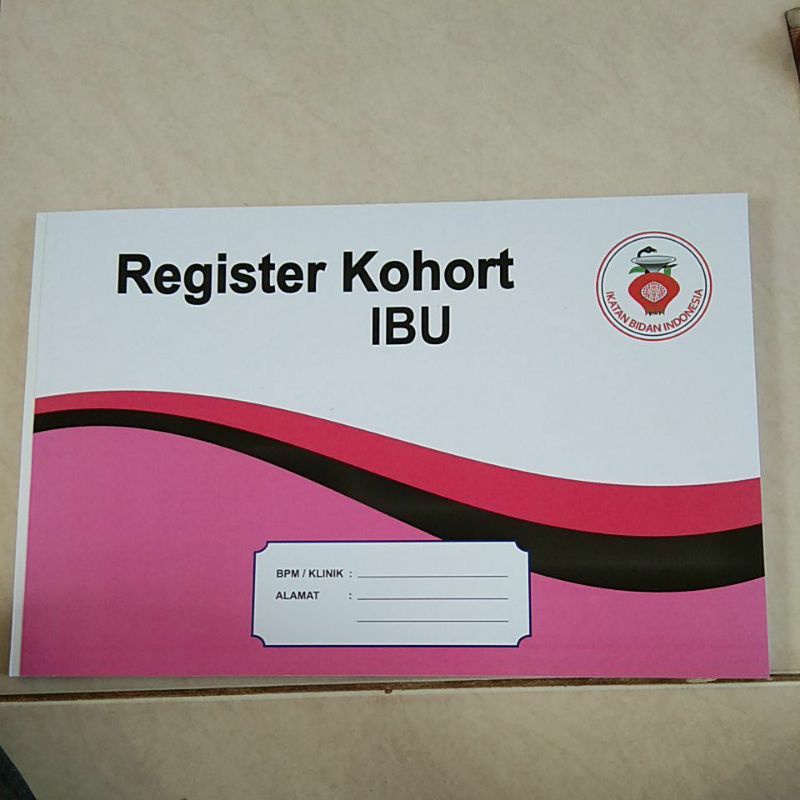 Register Kohort
IBU
IKATAN BIDAN INDONESIA
BPM / KLINIK :
ALAMAT :